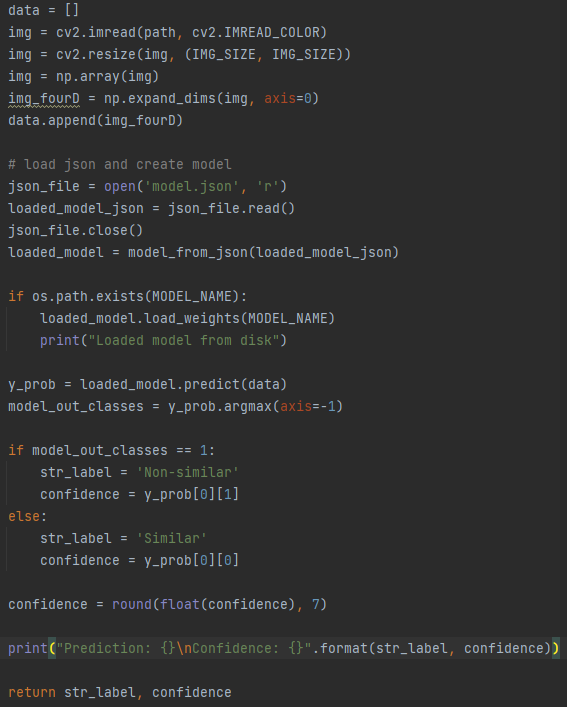 data = []
img = cv2.imread(path, cv2.IMREAD_COLOR)
img = cv2.resize(img, (IMG_SIZE, IMG_SIZE))
img = np.array(img)
img_fourD = np.expand_dims(img, axis=0)
data.append(img_fourD)
# load json and create model
json_file = open('model.json', 'r')
loaded_model_json = json_file.read()
json_file.close()
loaded_model = model_from_json(loaded_model_json)
if os.path.exists(MODEL_NAME):
    loaded_model.load_weights(MODEL_NAME)
    print("Loaded model from disk")
y_prob = loaded_model.predict(data)
model_out_classes = y_prob.argmax(axis=-1)
if model_out_classes == 1:
    str_label = 'Non-similar'
    confidence = y_prob[0][1]
else:
    str_label = 'Similar'
    confidence = y_prob[0][0]
confidence = round(float(confidence), 7)
print("Prediction: {}\nConfidence: {}".format(str_label, confidence))
return str_label, confidence